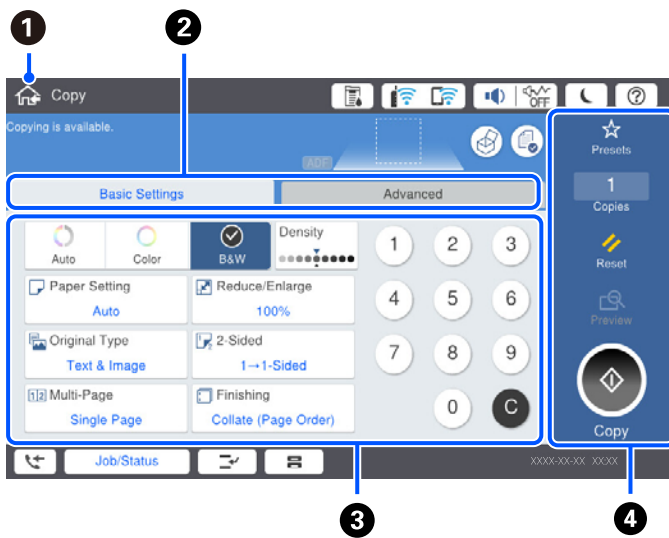 1 2
Copy OFF ?
Copying is available.
ADF
Presets
Basic Settings Advanced
1
Copies
Auto Color B&W Density
1 2 3
Reset
Paper Setting
Auto
Reduce/Enlarge
100%
4 5 6
Preview
Original Type
Text & Image
2-Sided
1→1-Sided
7 8 9
12 Multi-Page
Single Page
Finishing
Collate (Page Order)
0 C
Copy
Job/Status
XXXX-XX-XX XX:XX
3 4